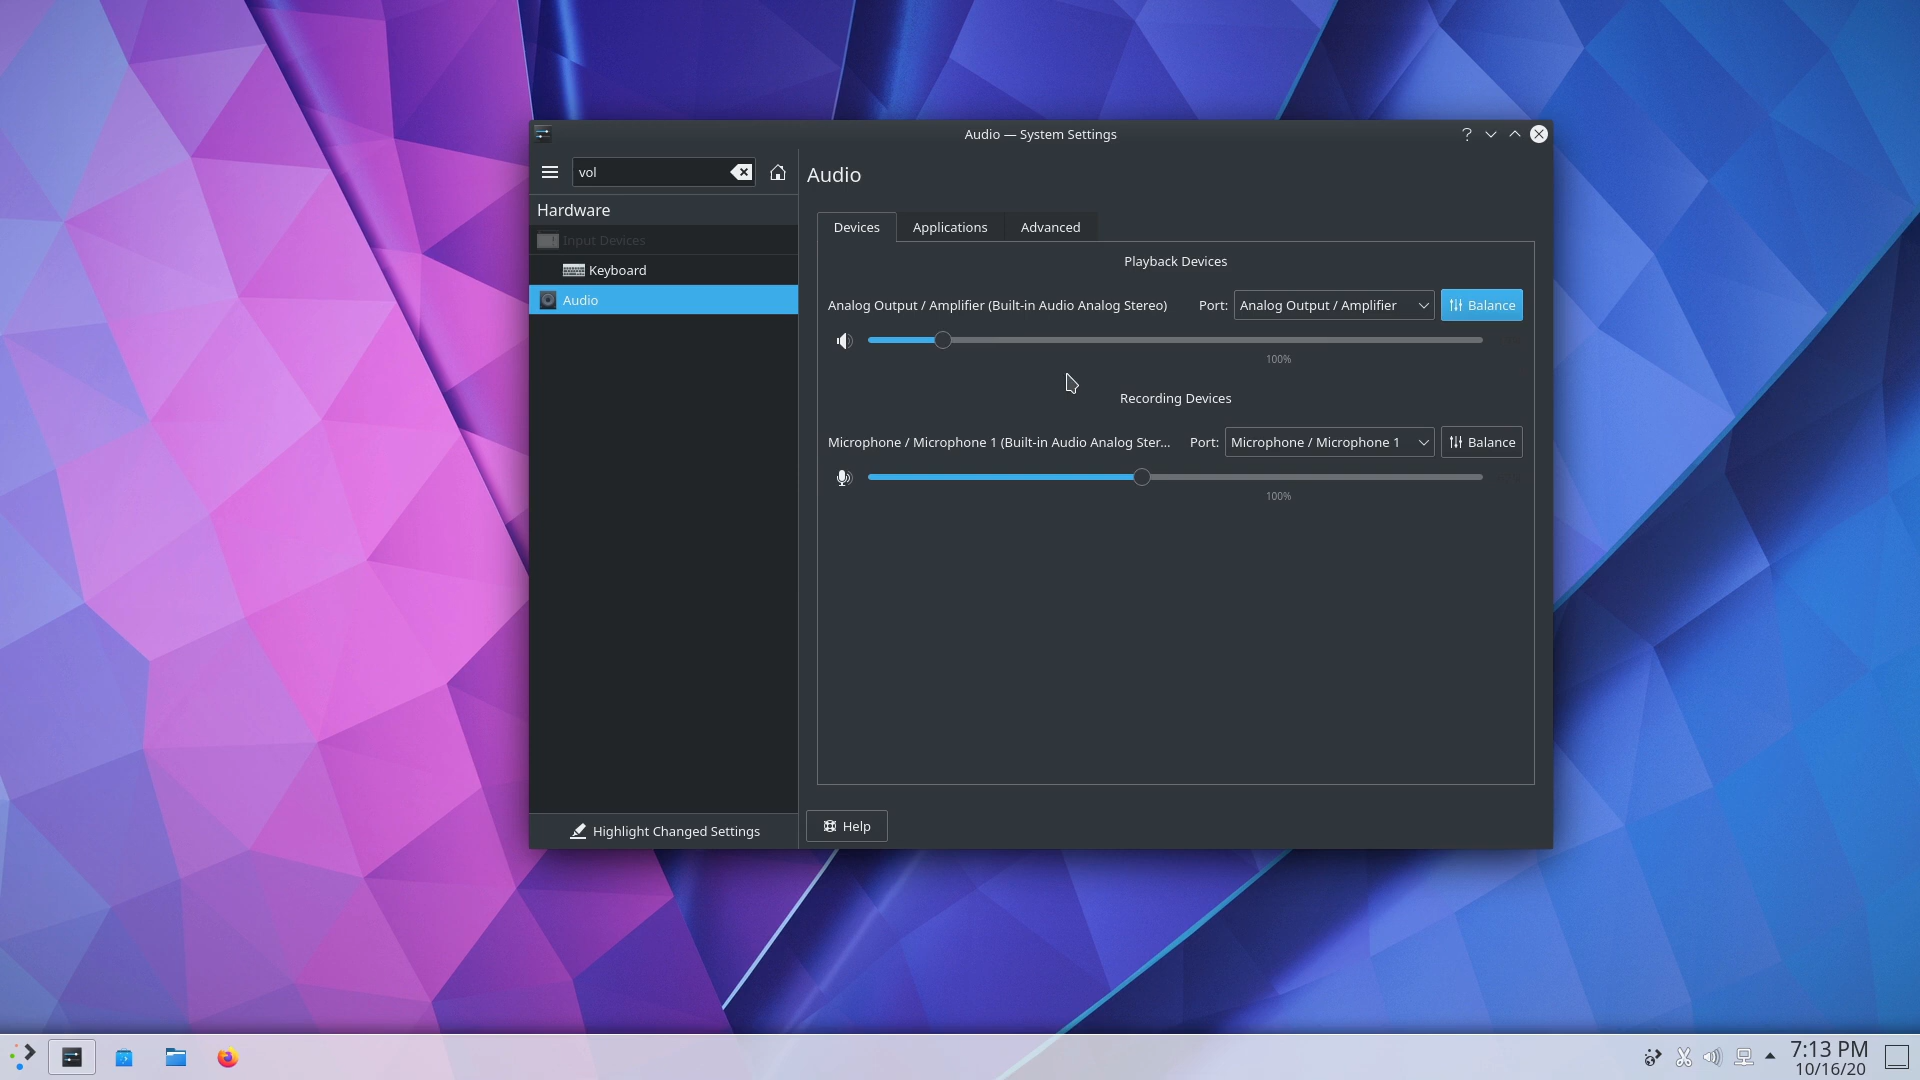 Audio — System Settings
vol
Audio
Hardware
Input Devices
Keyboard
Audio
Devices
Applications
Advanced
Playback Devices
Analog Output / Amplifier (Built-in Audio Analog Stereo)
Port:
Analog Output / Amplifier
Balance
100%
Recording Devices
Microphone / Microphone 1 (Built-in Audio Analog Ster...
Port:
Microphone / Microphone 1
Balance
100%
Highlight Changed Settings
Help
7:13 PM
10/16/20